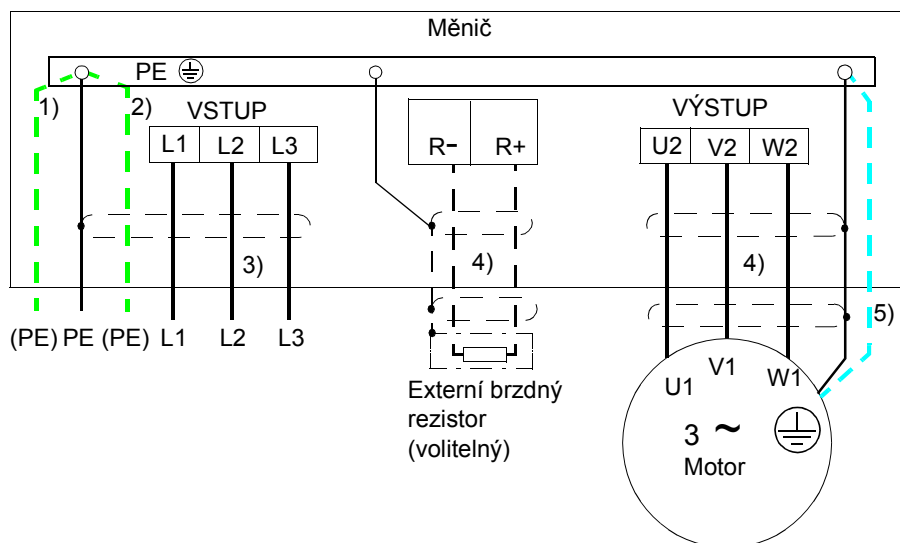 Měnič
PE
1)
2)
VSTUP
VÝSTUP
L1 L2 L3
R- R+
U2 V2 W2
3)
4)
4)
5)
(PE) PE (PE) L1 L2 L3
Externí brzdný
rezistor
(volitelný)
U1 V1 W1
3 ~
Motor